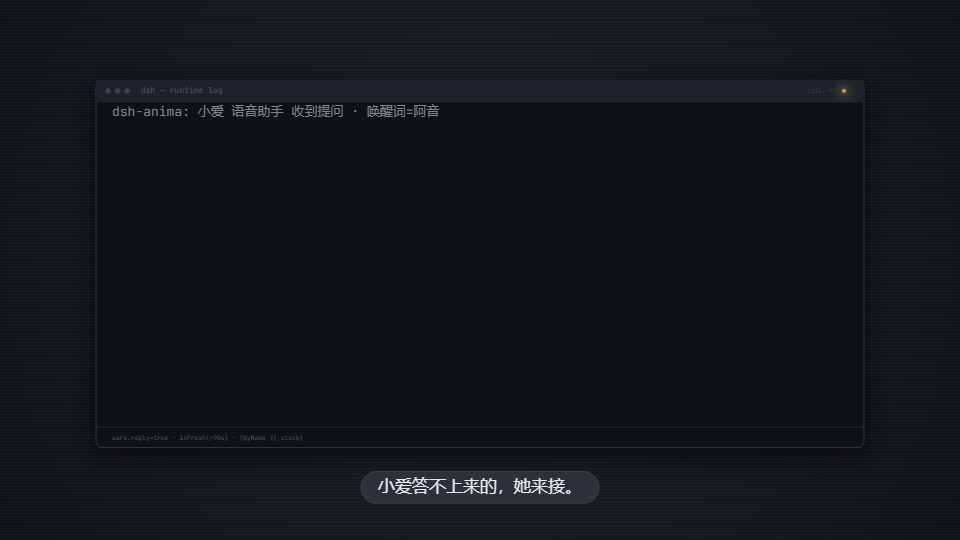 dsh — runtime log
dsh-anima: 小爱 语音助手 收到提问 · 唤醒词=阿音
ears.reply=true · isFresh(<90s) · (byName || stuck)
小爱答不上来的，她来接。